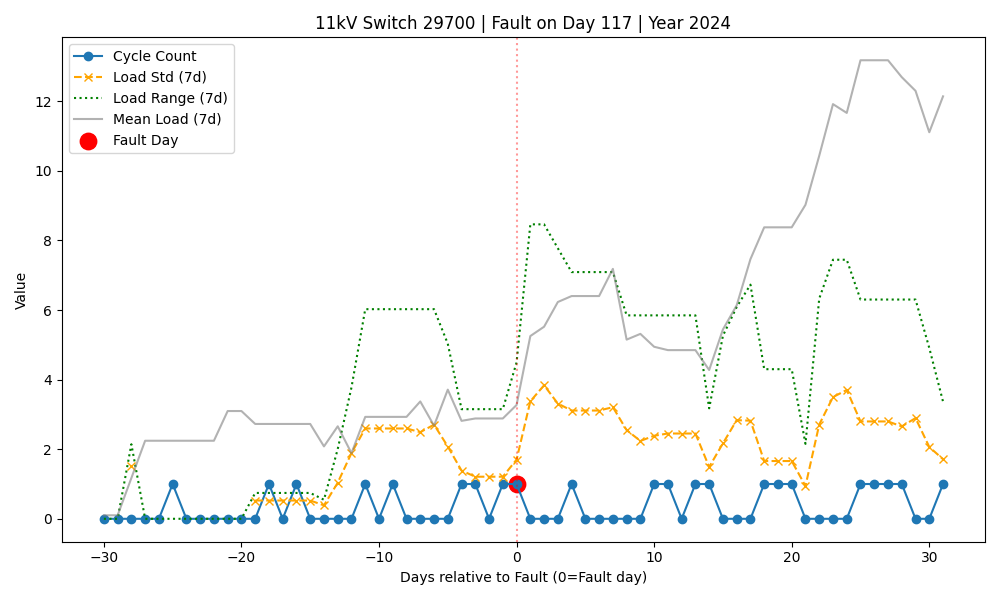 11kV Switch 29700 | Fault on Day 117 | Year 2024
Cycle Count
Load Std (7d)
Load Range (7d)
Mean Load (7d)
Fault Day
Value
12
10
8
6
4
2
0
−30
−20
−10
0
10
20
30
Days relative to Fault (0=Fault day)